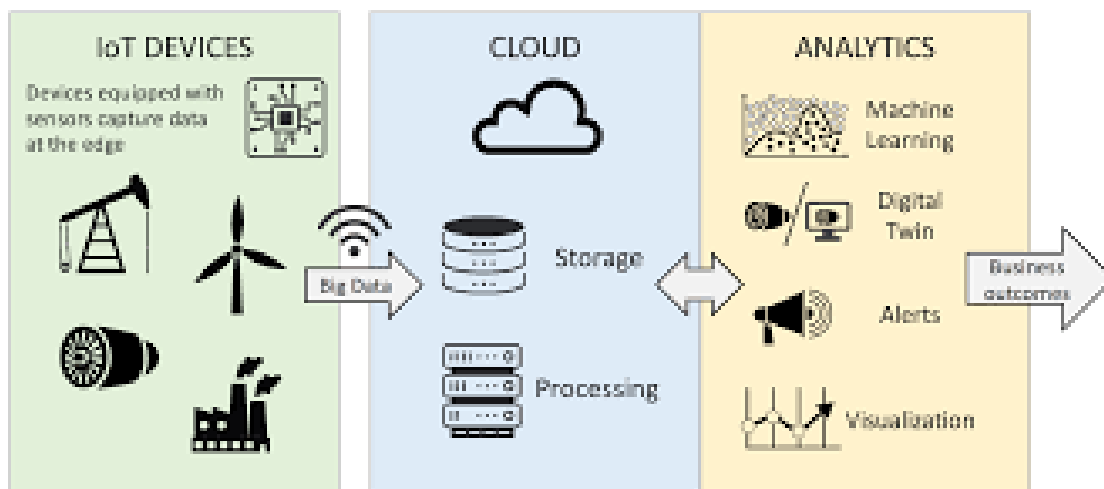 IoT DEVICES
Devices equipped with
sensors capture data
at the edge
Big Data
CLOUD
Storage
Processing
ANALYTICS
Machine
Learning
Digital
Twin
Alerts
Visualization
Business
outcomes